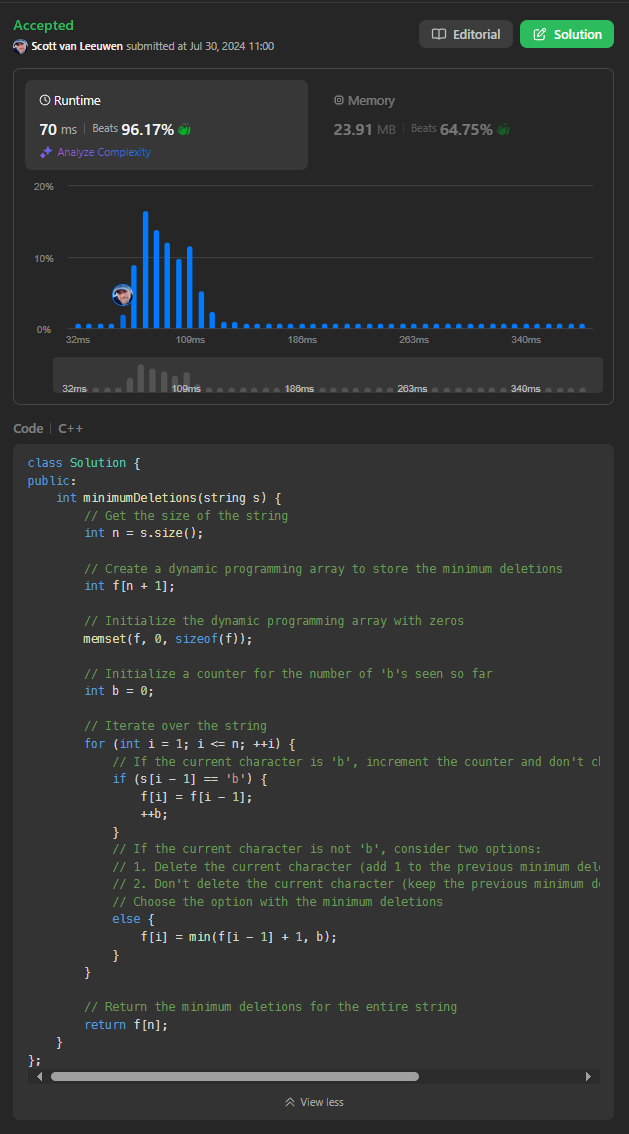 Accepted
Scott van Leeuwen submitted at Jul 30, 2024 11:00
Editorial
Solution
Runtime
70 ms | Beats 96.17%
Analyze Complexity
Memory
23.91 MB | Beats 64.75%
20%
10%
0%
32ms 109ms 186ms 263ms 340ms
32ms 109ms 186ms 263ms 340ms
Code | C++
class Solution {
public:
    int minimumDeletions(string s) {
        // Get the size of the string
        int n = s.size();

        // Create a dynamic programming array to store the minimum deletions
        int f[n + 1];

        // Initialize the dynamic programming array with zeros
        memset(f, 0, sizeof(f));

        // Initialize a counter for the number of 'b's seen so far
        int b = 0;

        // Iterate over the string
        for (int i = 1; i <= n; ++i) {
            // If the current character is 'b', increment the counter and don't
            if (s[i - 1] == 'b') {
                f[i] = f[i - 1];
                ++b;
            }
            // If the current character is not 'b', consider two options:
            // 1. Delete the current character (add 1 to the previous minimum
            // 2. Don't delete the current character (keep the previous minimum
            // Choose the option with the minimum deletions
            else {
                f[i] = min(f[i - 1] + 1, b);
            }
        }

        // Return the minimum deletions for the entire string
        return f[n];
    }
};
View less